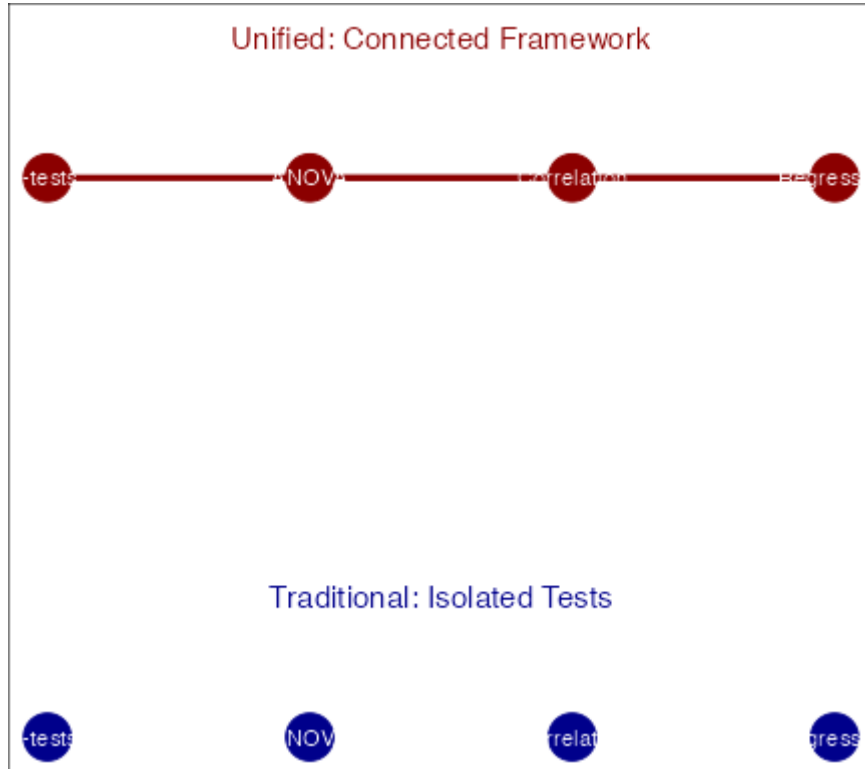 Unified: Connected Framework
-tests ANOVA Correlation Regress
Traditional: Isolated Tests
-tests NOV rrelat gress